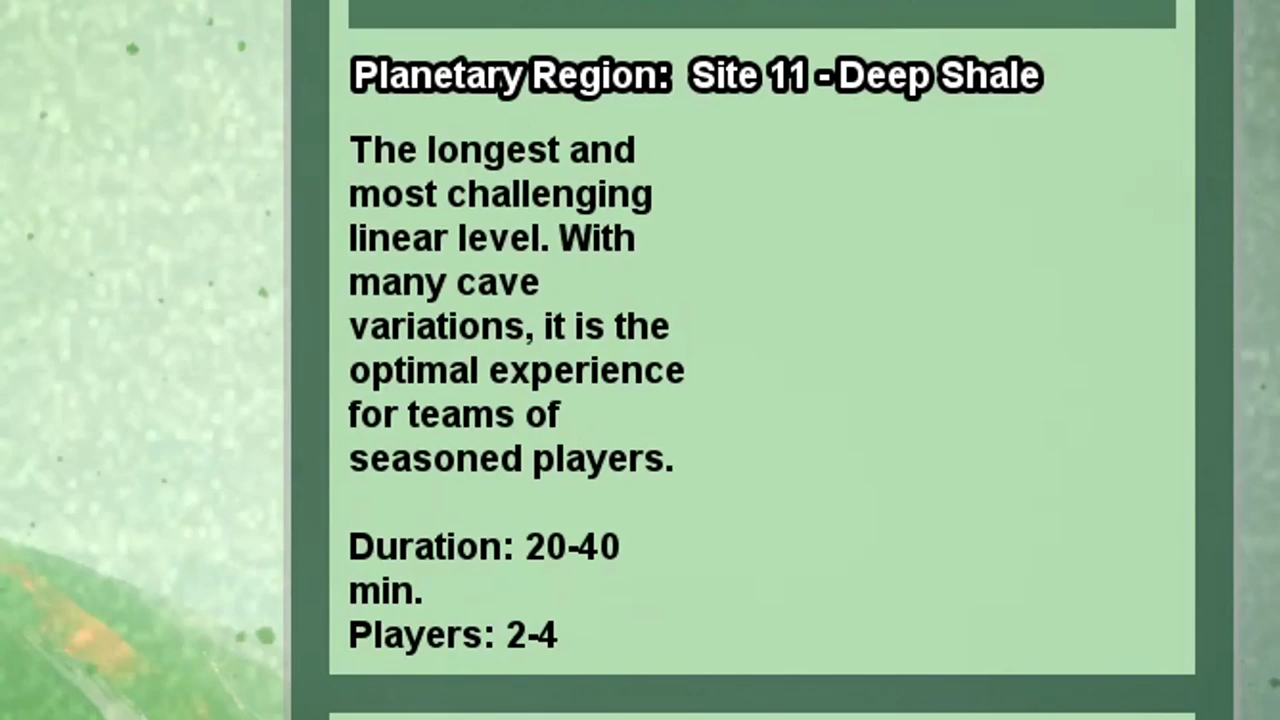 Planetary Region: Site 11 - Deep Shale
The longest and
most challenging
linear level. With
many cave
variations, it is the
optimal experience
for teams of
seasoned players.
Duration: 20-40
min.
Players: 2-4